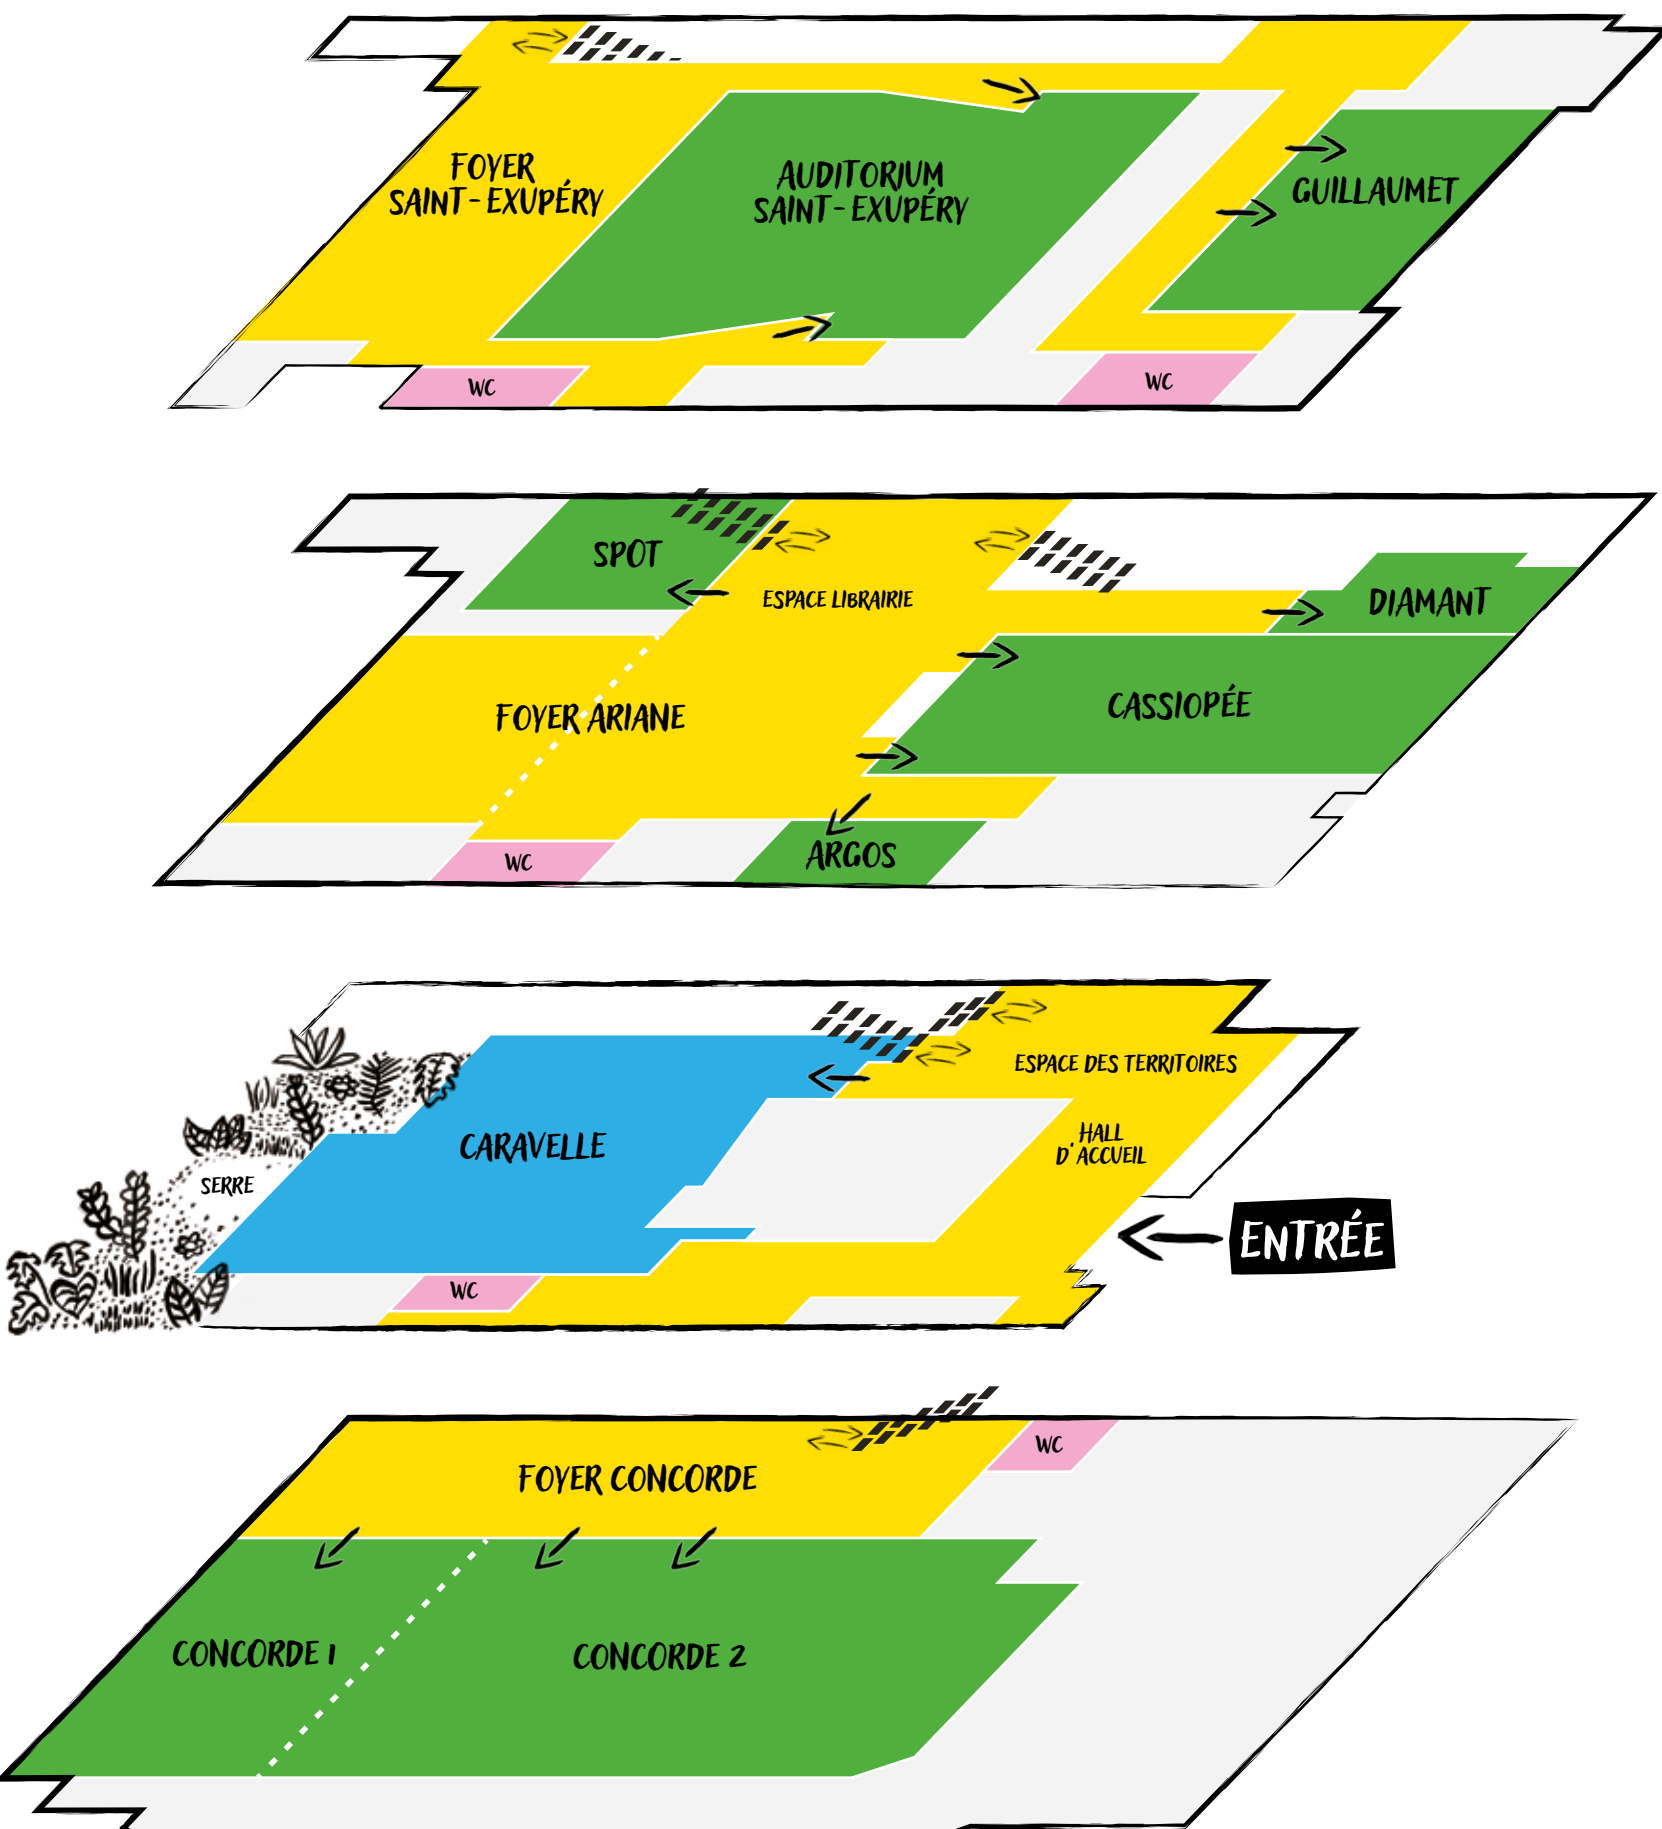 FOYER
SAINT-EXUPÉRY
AUDITORIUM
SAINT-EXUPÉRY
GUILLAUMET
WC
WC
SPOT
ESPACE LIBRAIRIE
DIAMANT
FOYER ARIANE
CASSIOPÉE
WC
ARGOS
ESPACE DES TERRITOIRES
CARAVELLE
HALL
D'ACCUEIL
SERRE
ENTRÉE
WC
WC
FOYER CONCORDE
CONCORDE 1
CONCORDE 2